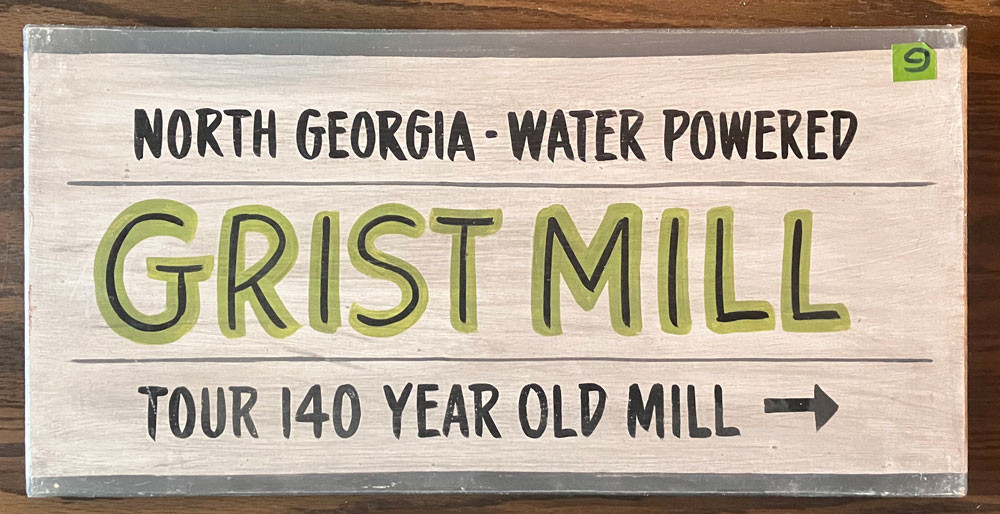 9
NORTH GEORGIA - WATER POWERED
GRIST MILL
TOUR 140 YEAR OLD MILL →